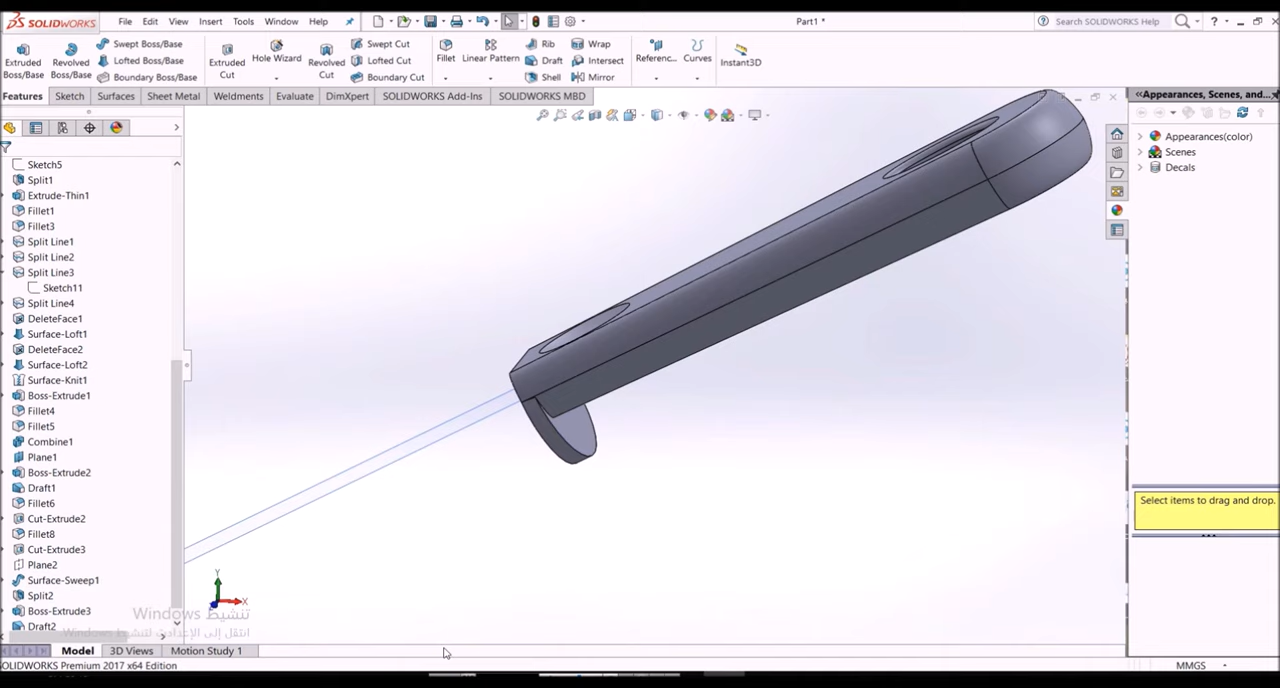 SOLIDWORKS File Edit View Insert Tools Window Help Part1 * Search SOLIDWORKS Help ?
Extruded Boss/Base
Revolved Boss/Base
Swept Boss/Base
Lofted Boss/Base
Boundary Boss/Base
Extruded Cut
Hole Wizard
Revolved Cut
Swept Cut
Lofted Cut
Boundary Cut
Fillet
Linear Pattern
Rib
Draft
Shell
Wrap
Intersect
Mirror
Referenc...
Curves
Instant3D
Features Sketch Surfaces Sheet Metal Weldments Evaluate DimXpert SOLIDWORKS Add-Ins SOLIDWORKS MBD
Sketch5
Split1
Extrude-Thin1
Fillet1
Fillet3
Split Line1
Split Line2
Split Line3
Sketch11
Split Line4
DeleteFace1
Surface-Loft1
DeleteFace2
Surface-Loft2
Surface-Knit1
Boss-Extrude1
Fillet4
Fillet5
Combine1
Plane1
Boss-Extrude2
Draft1
Fillet6
Cut-Extrude2
Fillet8
Cut-Extrude3
Plane2
Surface-Sweep1
Split2
Boss-Extrude3
Draft2
Y
X
تنشيط Windows
انتقل إلى الإعدادات لتنشيط Windows
Appearances, Scenes, and...
Appearances(color)
Scenes
Decals
Select items to drag and drop.
Model 3D Views Motion Study 1
SOLIDWORKS Premium 2017 x64 Edition MMGS